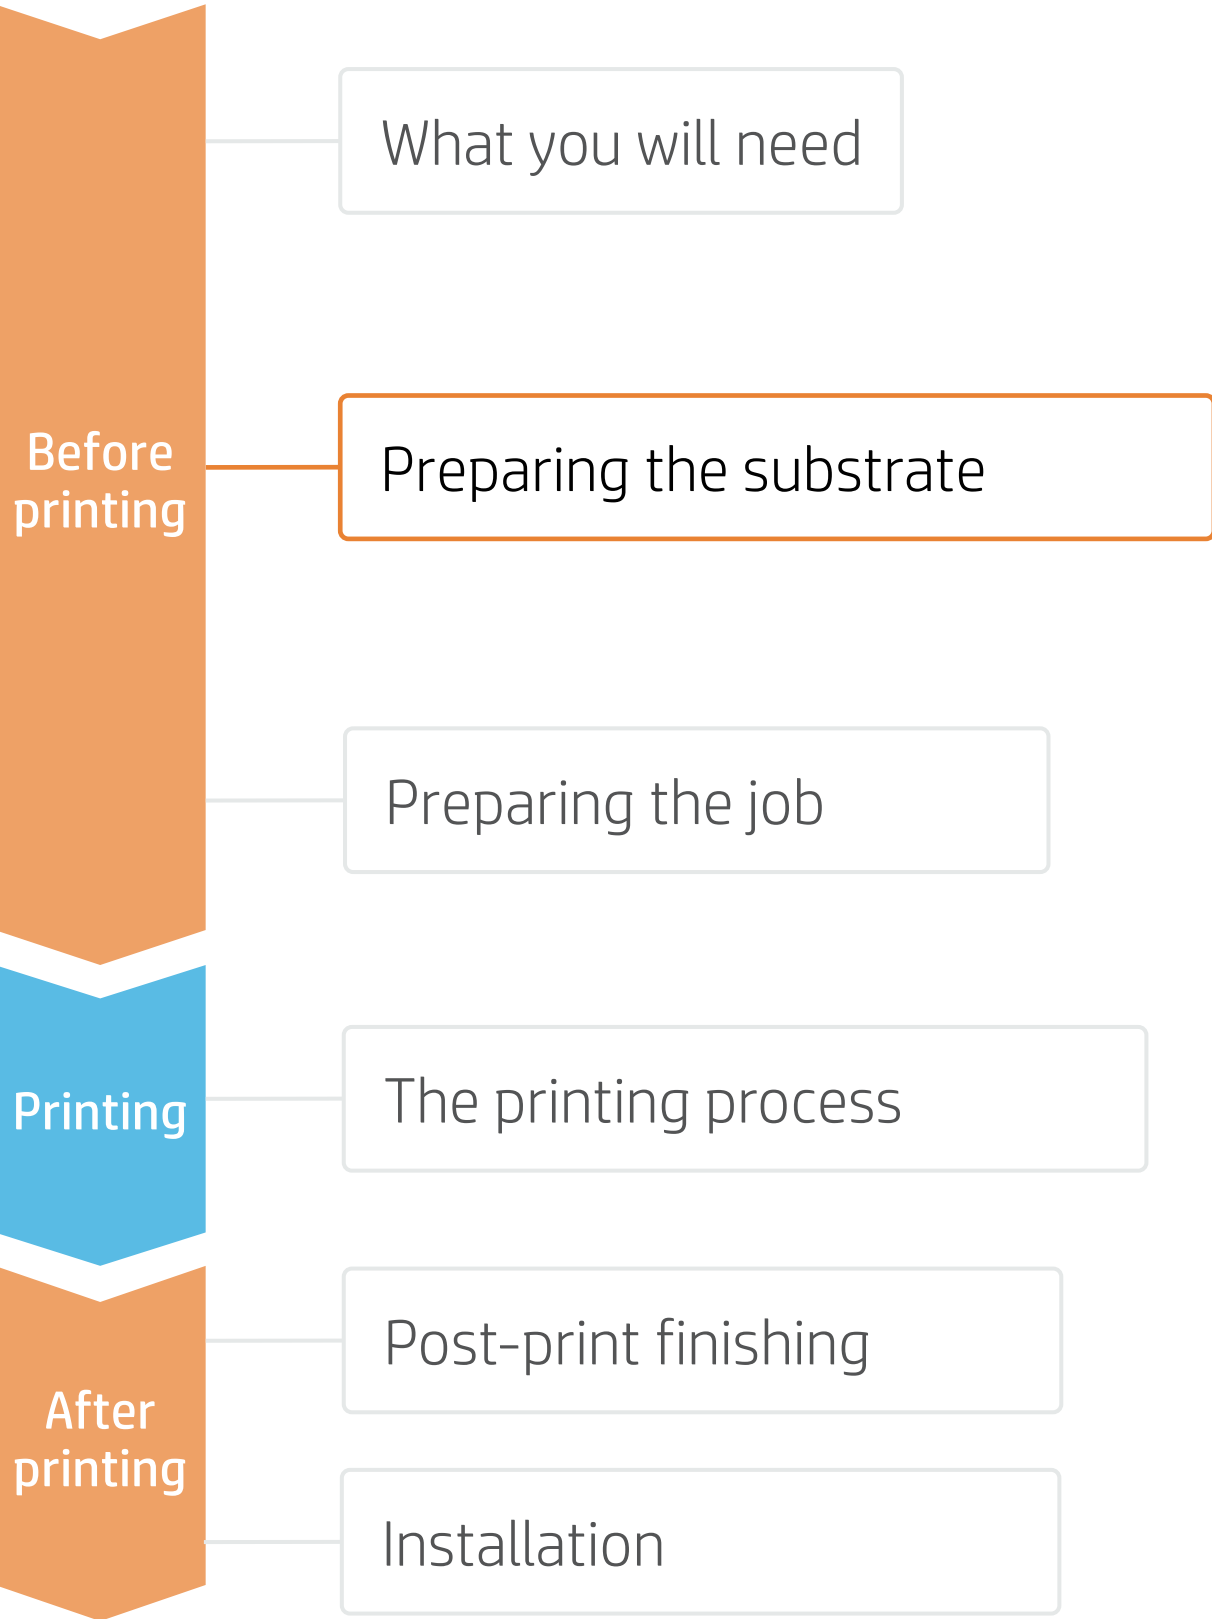 What you will need
Before
printing
Preparing the substrate
Preparing the job
Printing
The printing process
Post-print finishing
After
printing
Installation